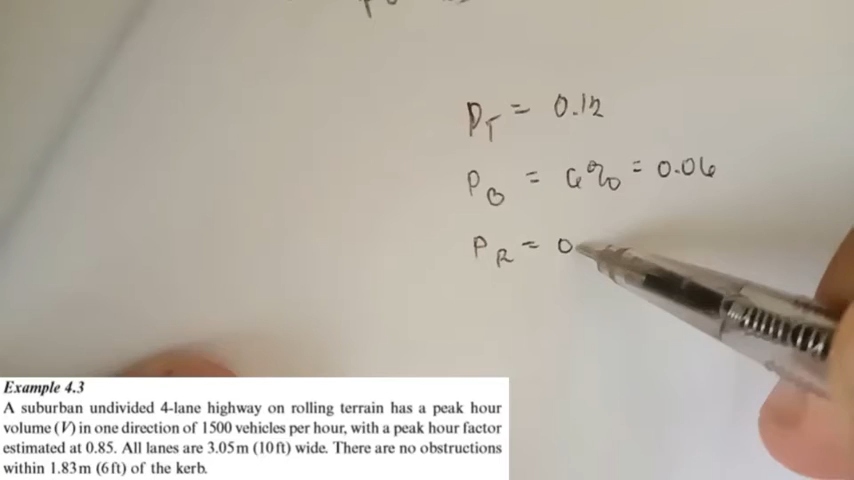 P_T = 0.12
P_B = 6% = 0.06
P_R = 0
Example 4.3
A suburban undivided 4-lane highway on rolling terrain has a peak hour
volume (V) in one direction of 1500 vehicles per hour, with a peak hour factor
estimated at 0.85. All lanes are 3.05 m (10 ft) wide. There are no obstructions
within 1.83 m (6 ft) of the kerb.